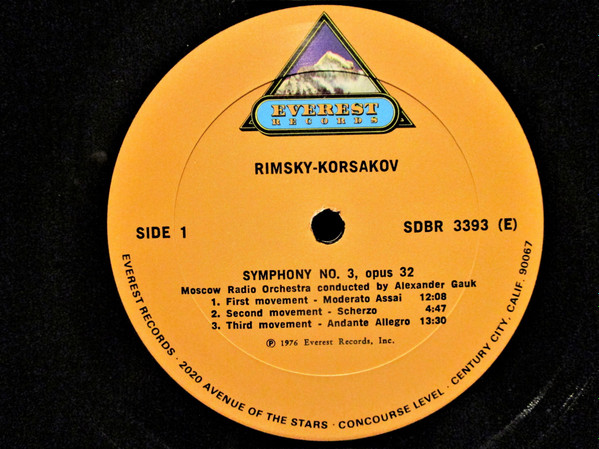 EVEREST
RECORDS
RIMSKY-KORSAKOV
SIDE 1
SDBR 3393 (E)
SYMPHONY NO. 3, opus 32
Moscow Radio Orchestra conducted by Alexander Gauk
1. First movement - Moderato Assai 12:08
2. Second movement - Scherzo 4:47
3. Third movement - Andante Allegro 13:30
℗ 1976 Everest Records, Inc.
EVEREST RECORDS · 2020 AVENUE OF THE STARS · CONCOURSE LEVEL · CENTURY CITY, CALIF. 90067